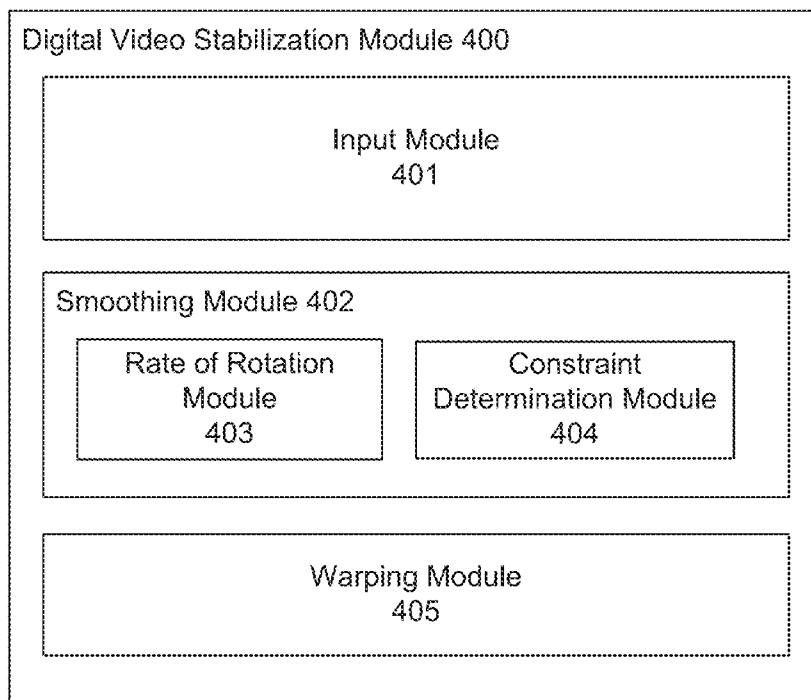 Digital Video Stabilization Module 400
Input Module
401
Smoothing Module 402
Rate of Rotation
Module
403
Constraint
Determination Module
404
Warping Module
405